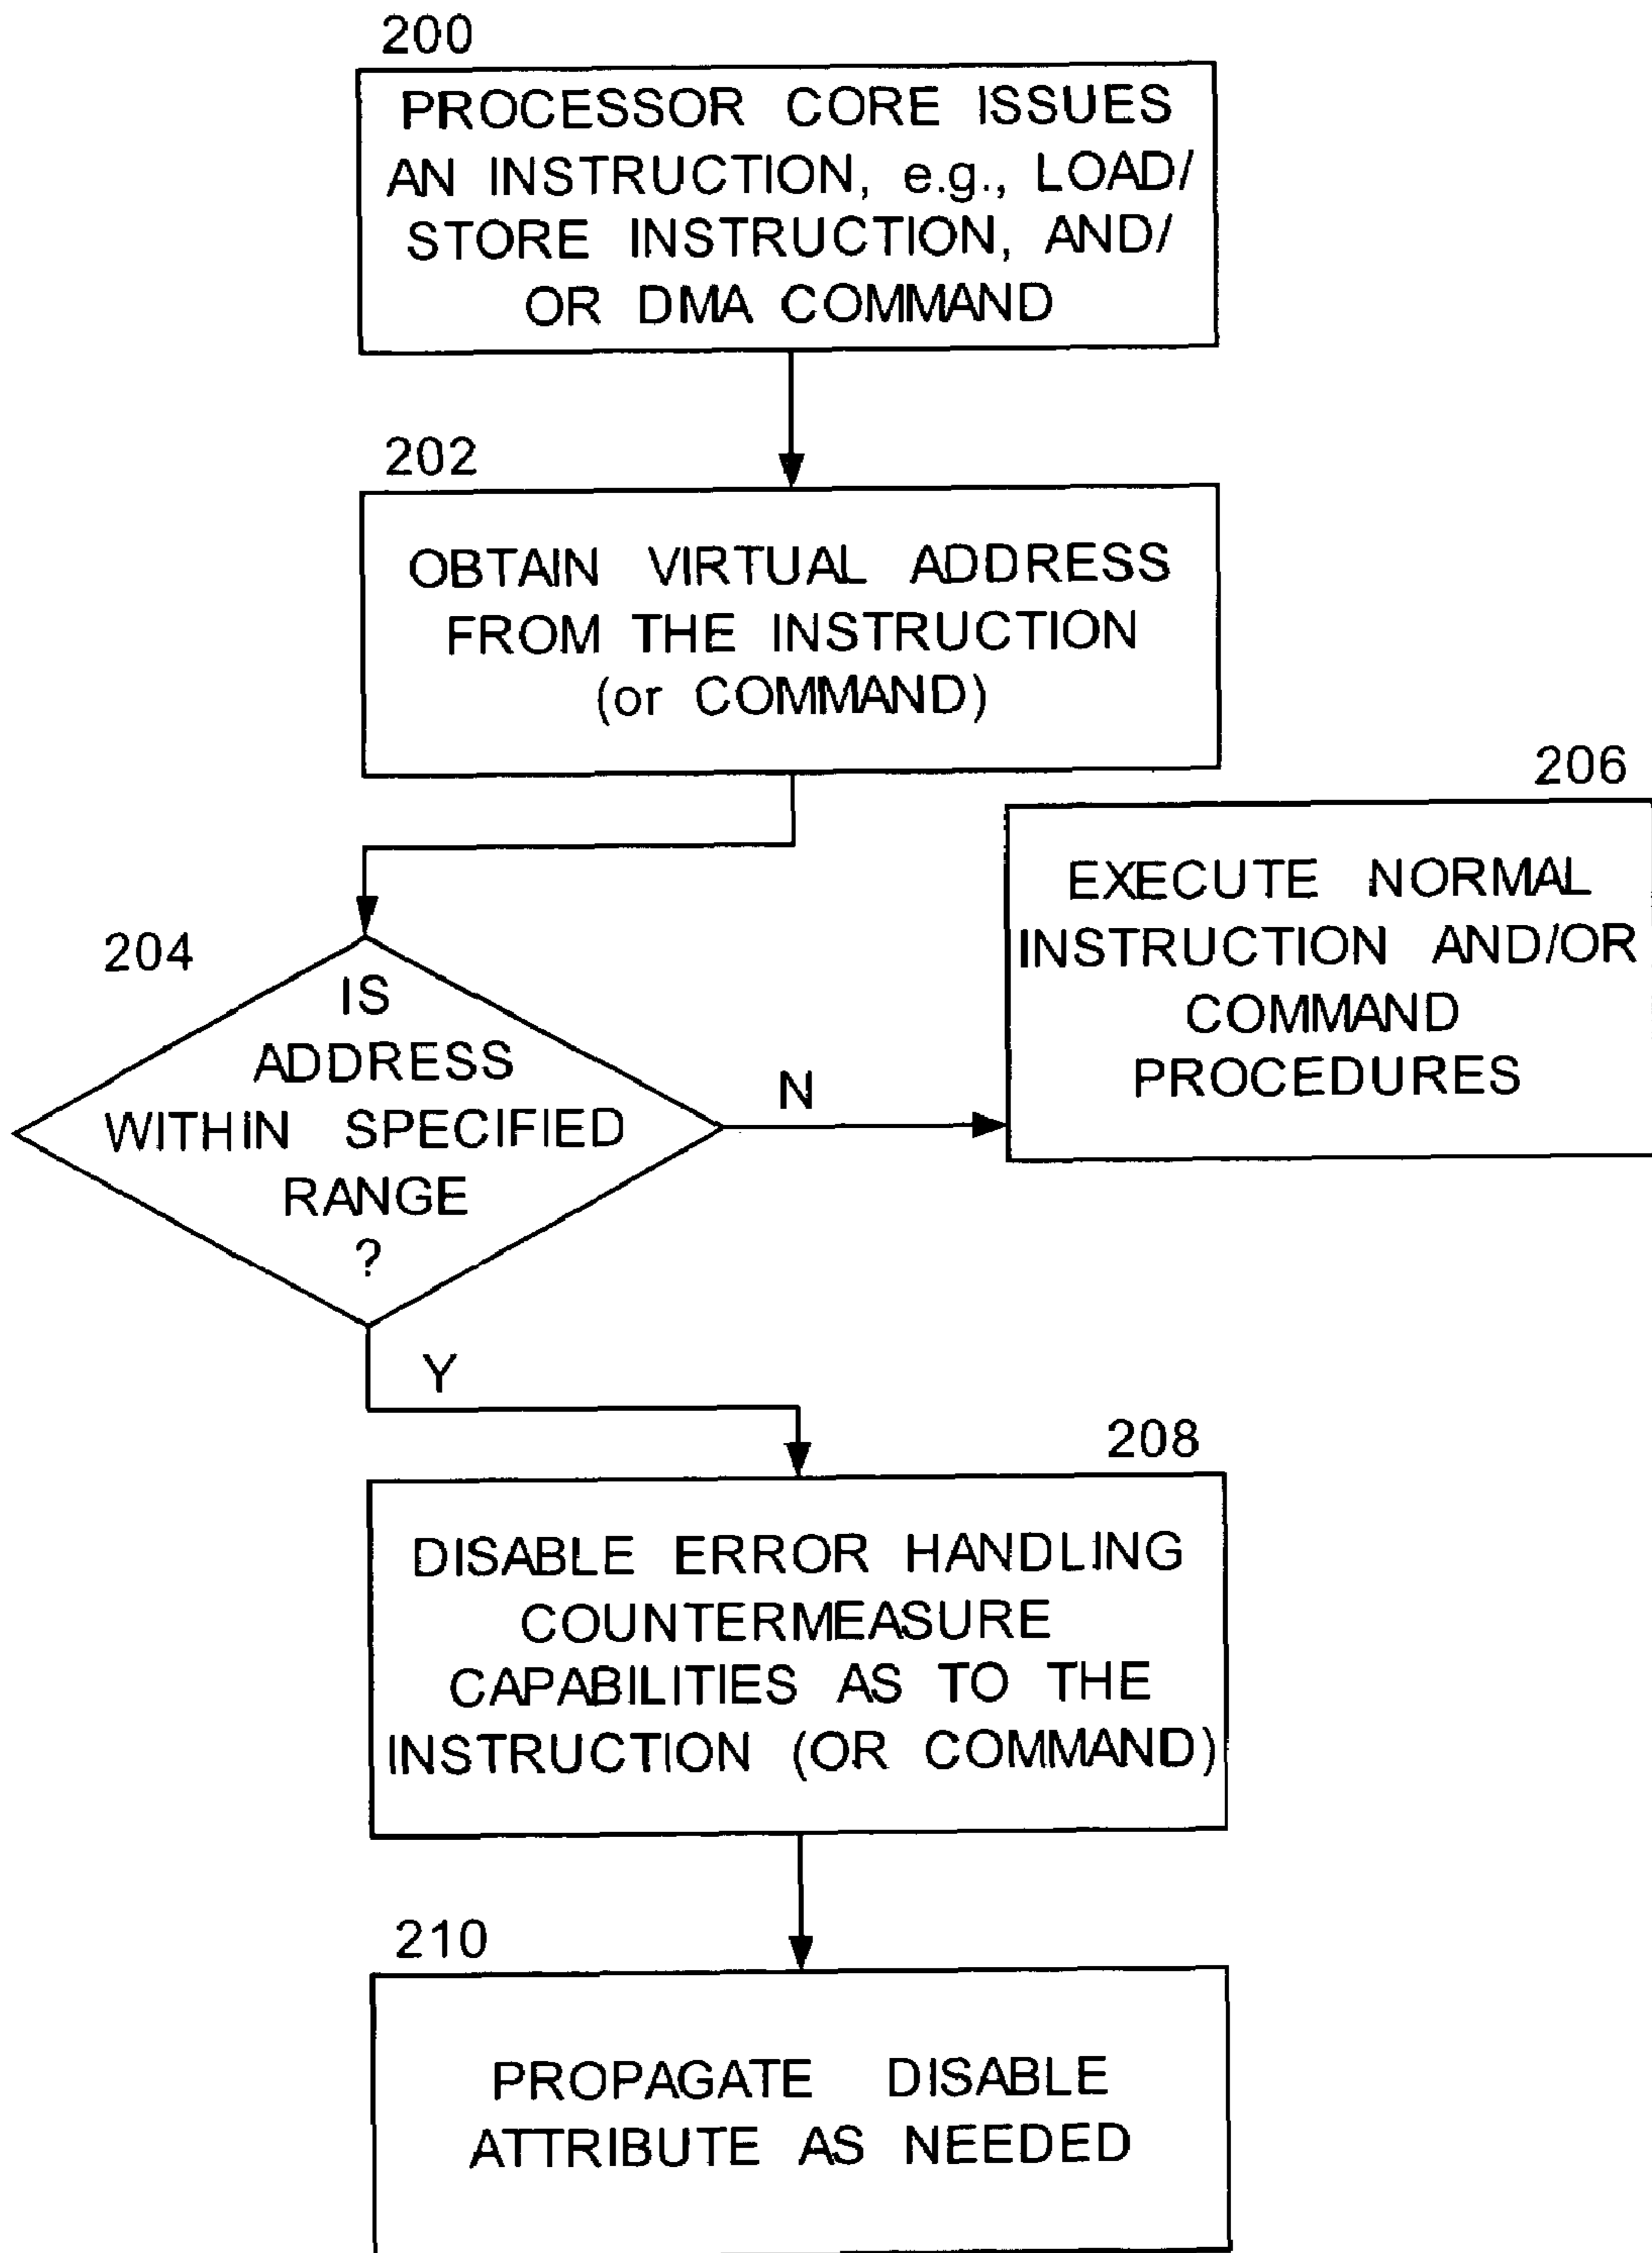 200
PROCESSOR CORE ISSUES
AN INSTRUCTION, e.g., LOAD/
STORE INSTRUCTION, AND/
OR DMA COMMAND
202
OBTAIN VIRTUAL ADDRESS
FROM THE INSTRUCTION
(or COMMAND)
204
IS
ADDRESS
WITHIN SPECIFIED
RANGE
?
N
206
EXECUTE NORMAL
INSTRUCTION AND/OR
COMMAND
PROCEDURES
Y
208
DISABLE ERROR HANDLING
COUNTERMEASURE
CAPABILITIES AS TO THE
INSTRUCTION (OR COMMAND)
210
PROPAGATE DISABLE
ATTRIBUTE AS NEEDED